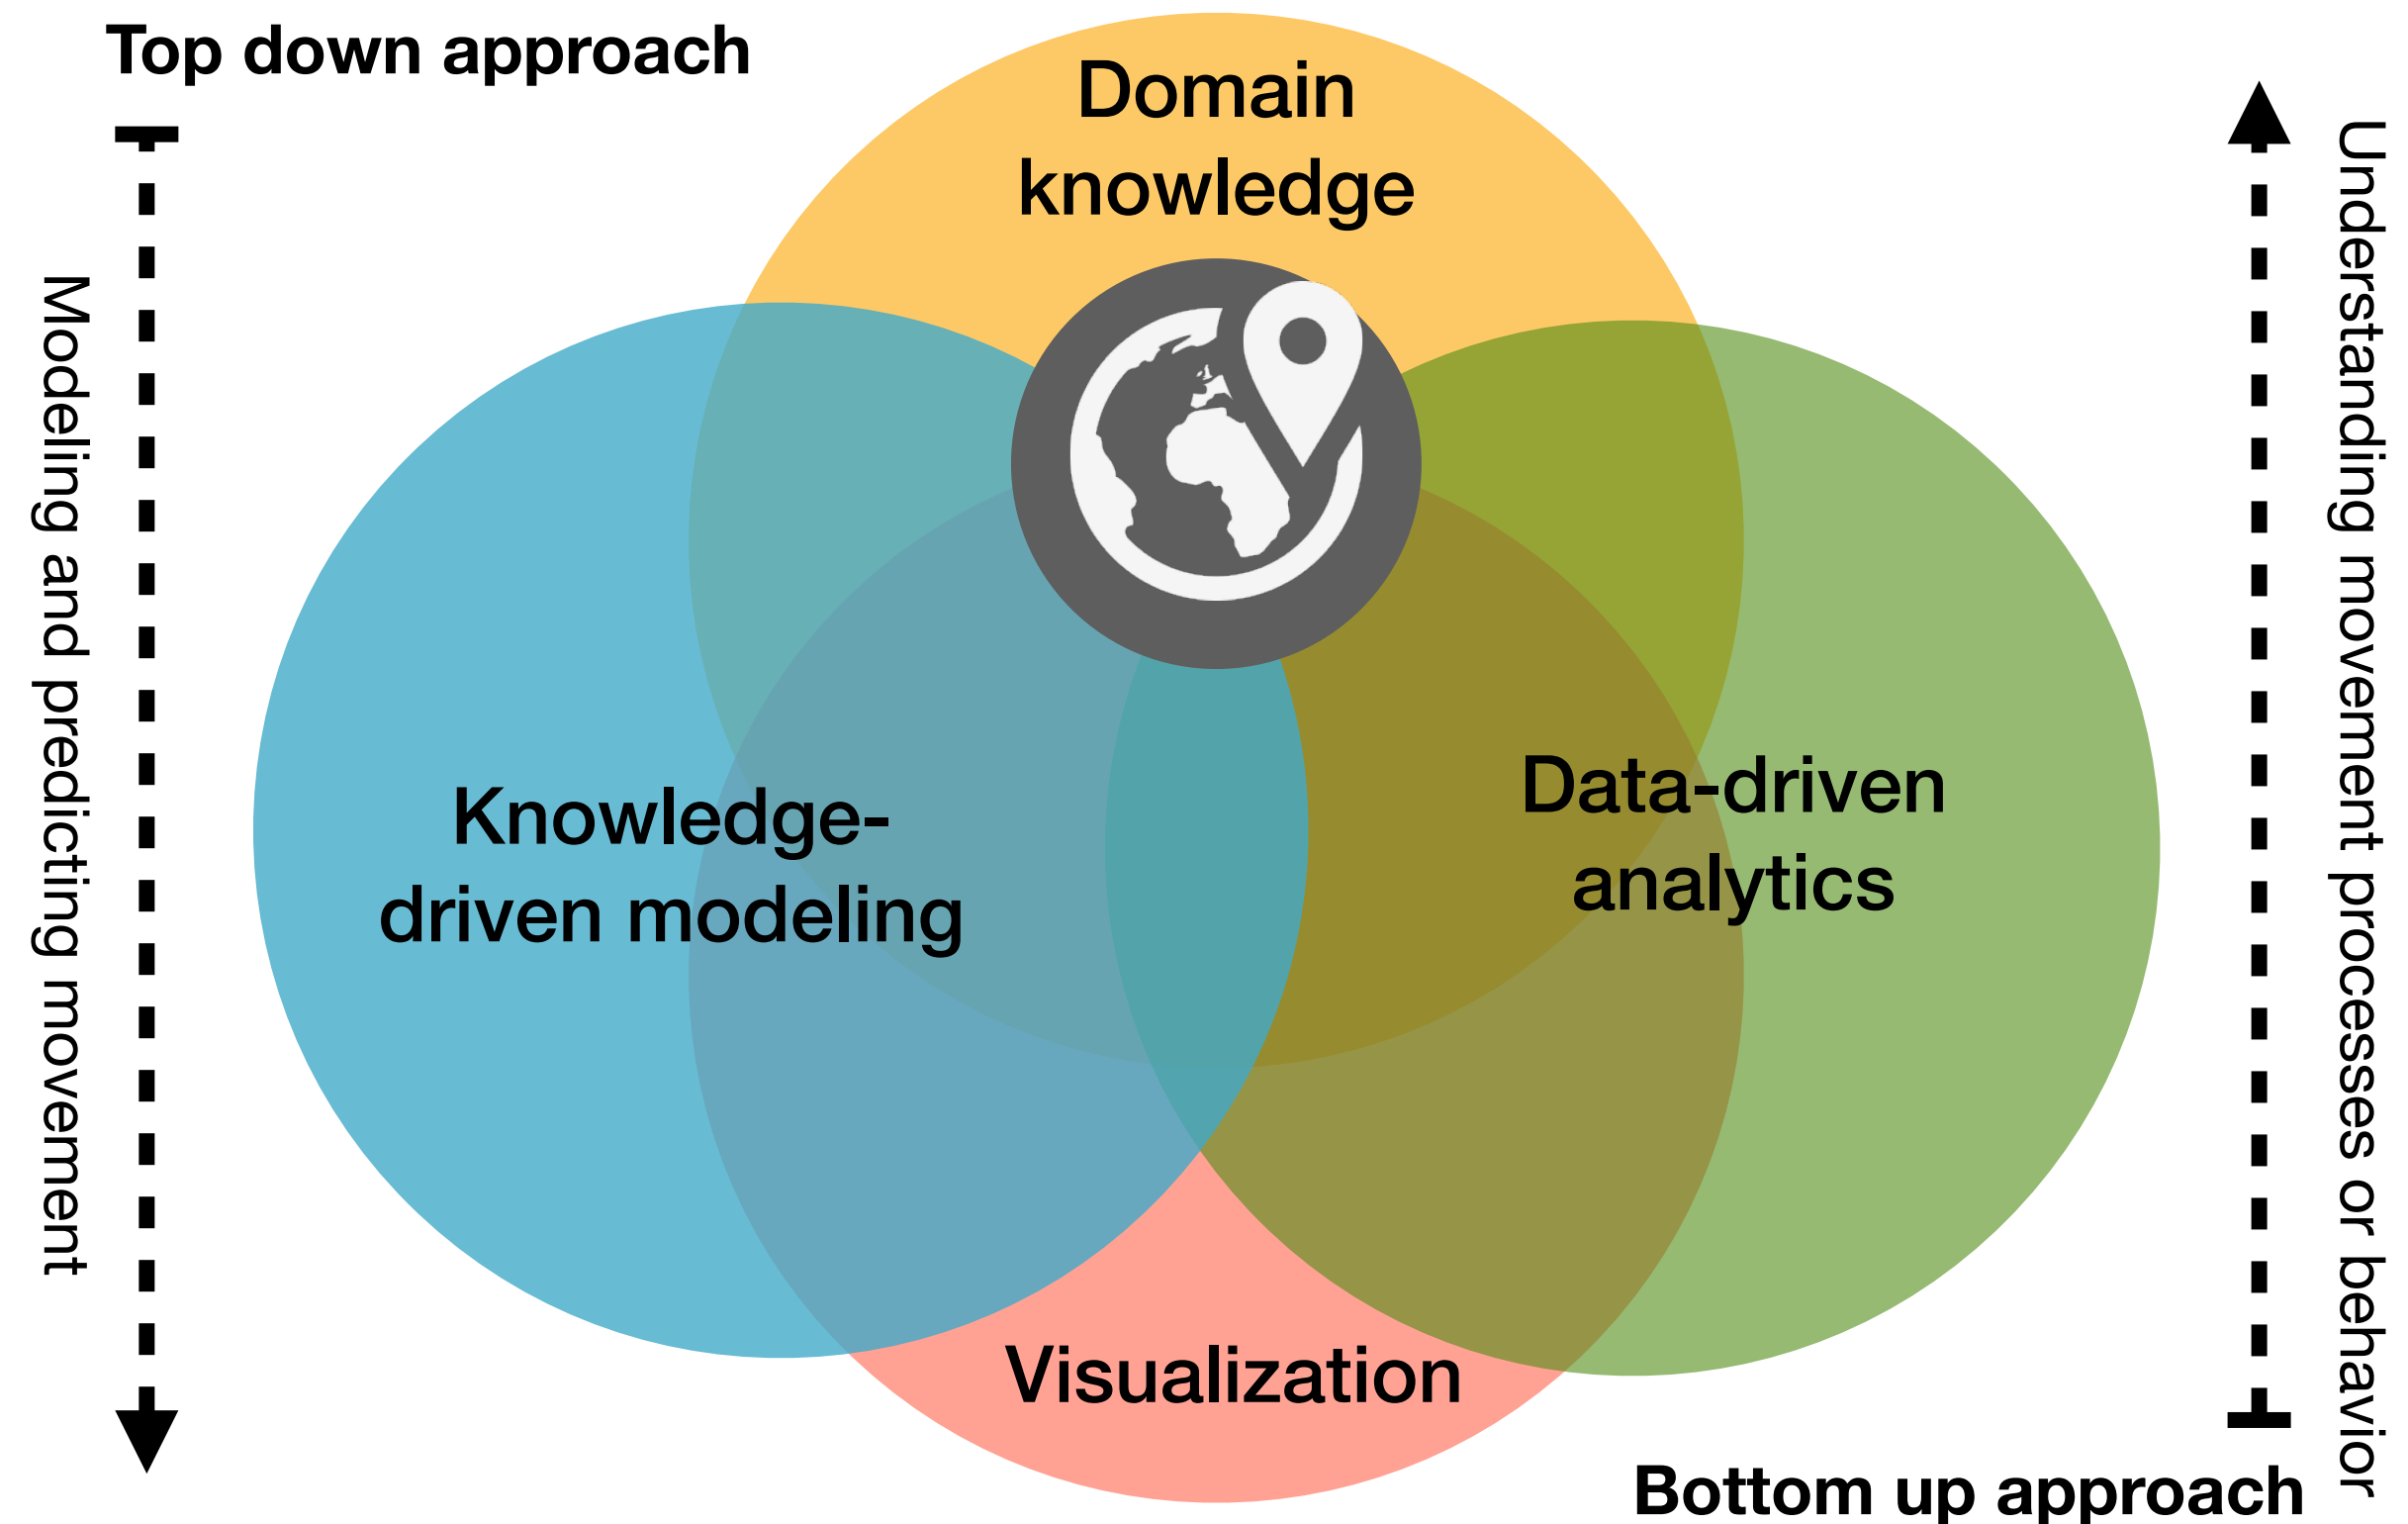 Top down approach
Domain
knowledge
Modeling and predicting movement
Understanding movement processes or behavior
Knowledge-
driven modeling
Data-driven
analytics
Visualization
Bottom up approach